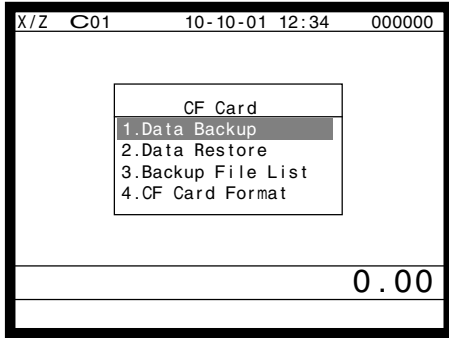 X/Z C01 10-10-01 12:34 000000
CF Card
1.Data Backup
2.Data Restore
3.Backup File List
4.CF Card Format
0.00